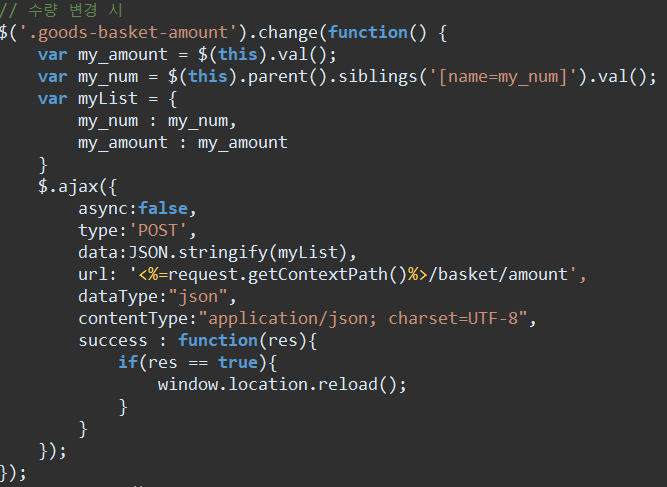 // 수량 변경 시
$('.goods-basket-amount').change(function() {
    var my_amount = $(this).val();
    var my_num = $(this).parent().siblings('[name=my_num]').val();
    var myList = {
        my_num : my_num,
        my_amount : my_amount
    }
    $.ajax({
        async:false,
        type:'POST',
        data:JSON.stringify(myList),
        url: '<%=request.getContextPath()%>/basket/amount',
        dataType:"json",
        contentType:"application/json; charset=UTF-8",
        success : function(res){
            if(res == true){
                window.location.reload();
            }
        }
    });
});